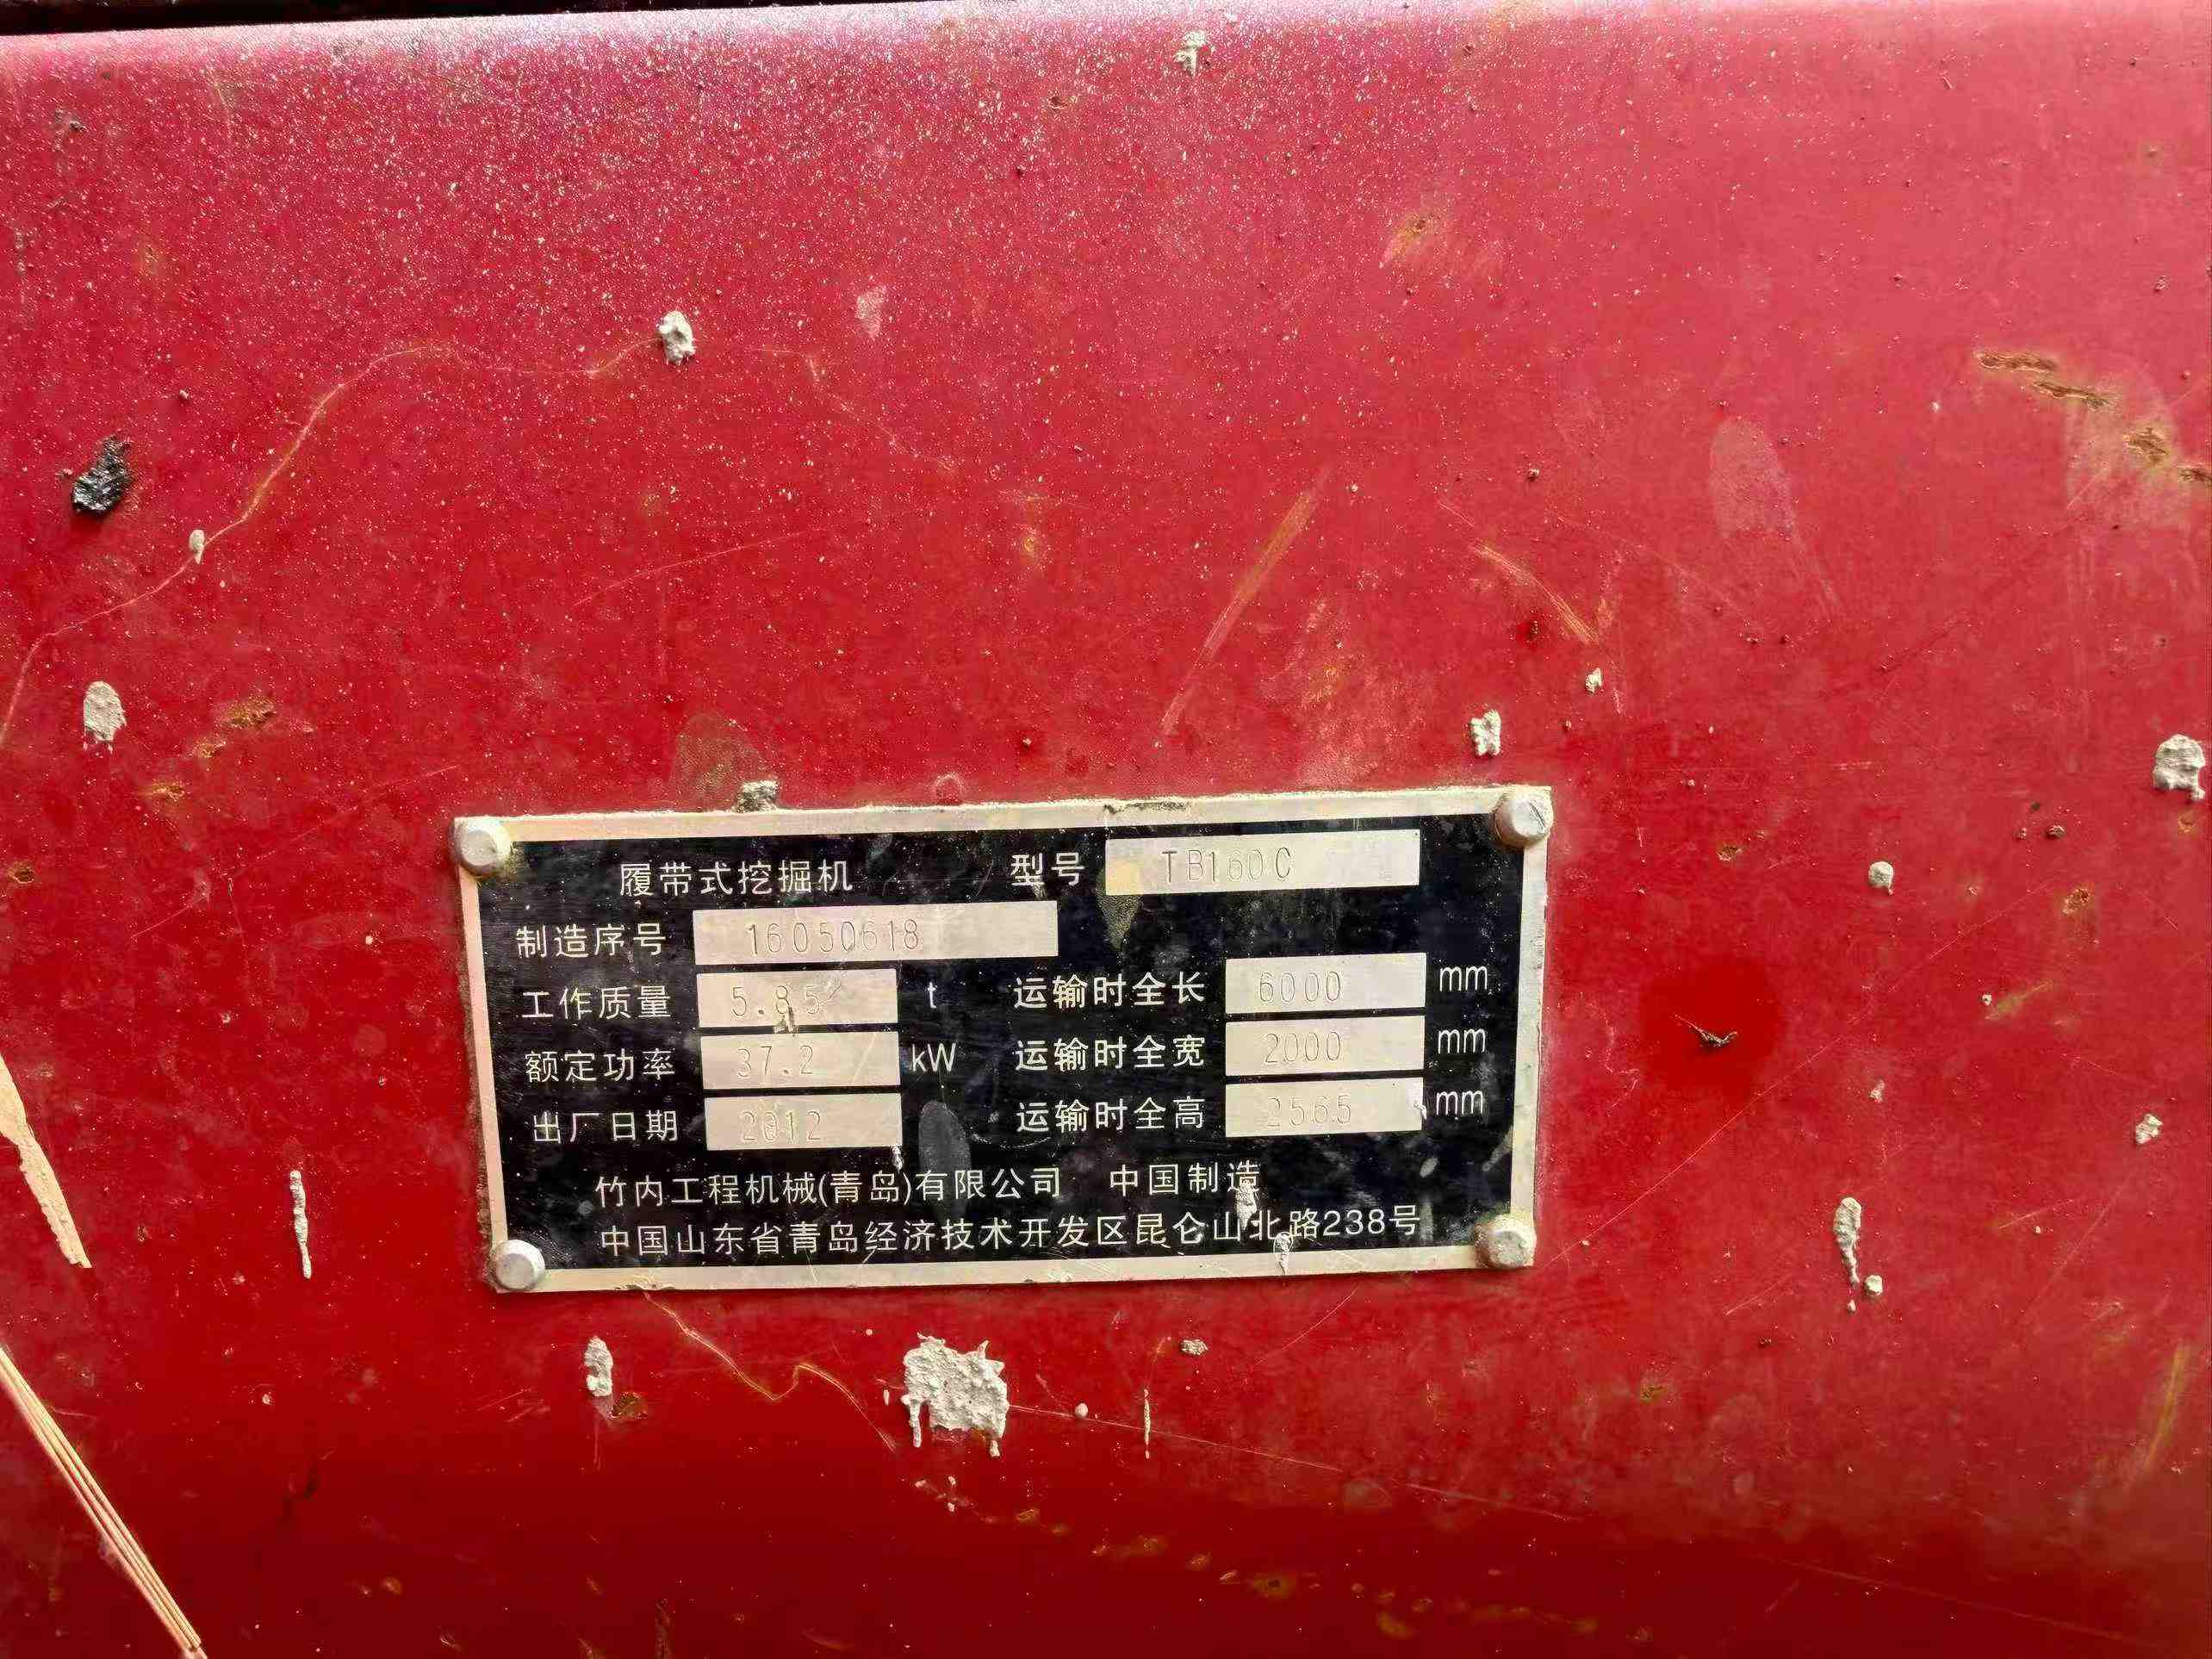 履带式挖掘机 型号 TB160C
制造序号 16050618
工作质量 5.85 t 运输时全长 6000 mm
额定功率 37.2 kW 运输时全宽 2000 mm
出厂日期 2012 运输时全高 2565 mm
竹内工程机械(青岛)有限公司 中国制造
中国山东省青岛经济技术开发区昆仑山北路238号